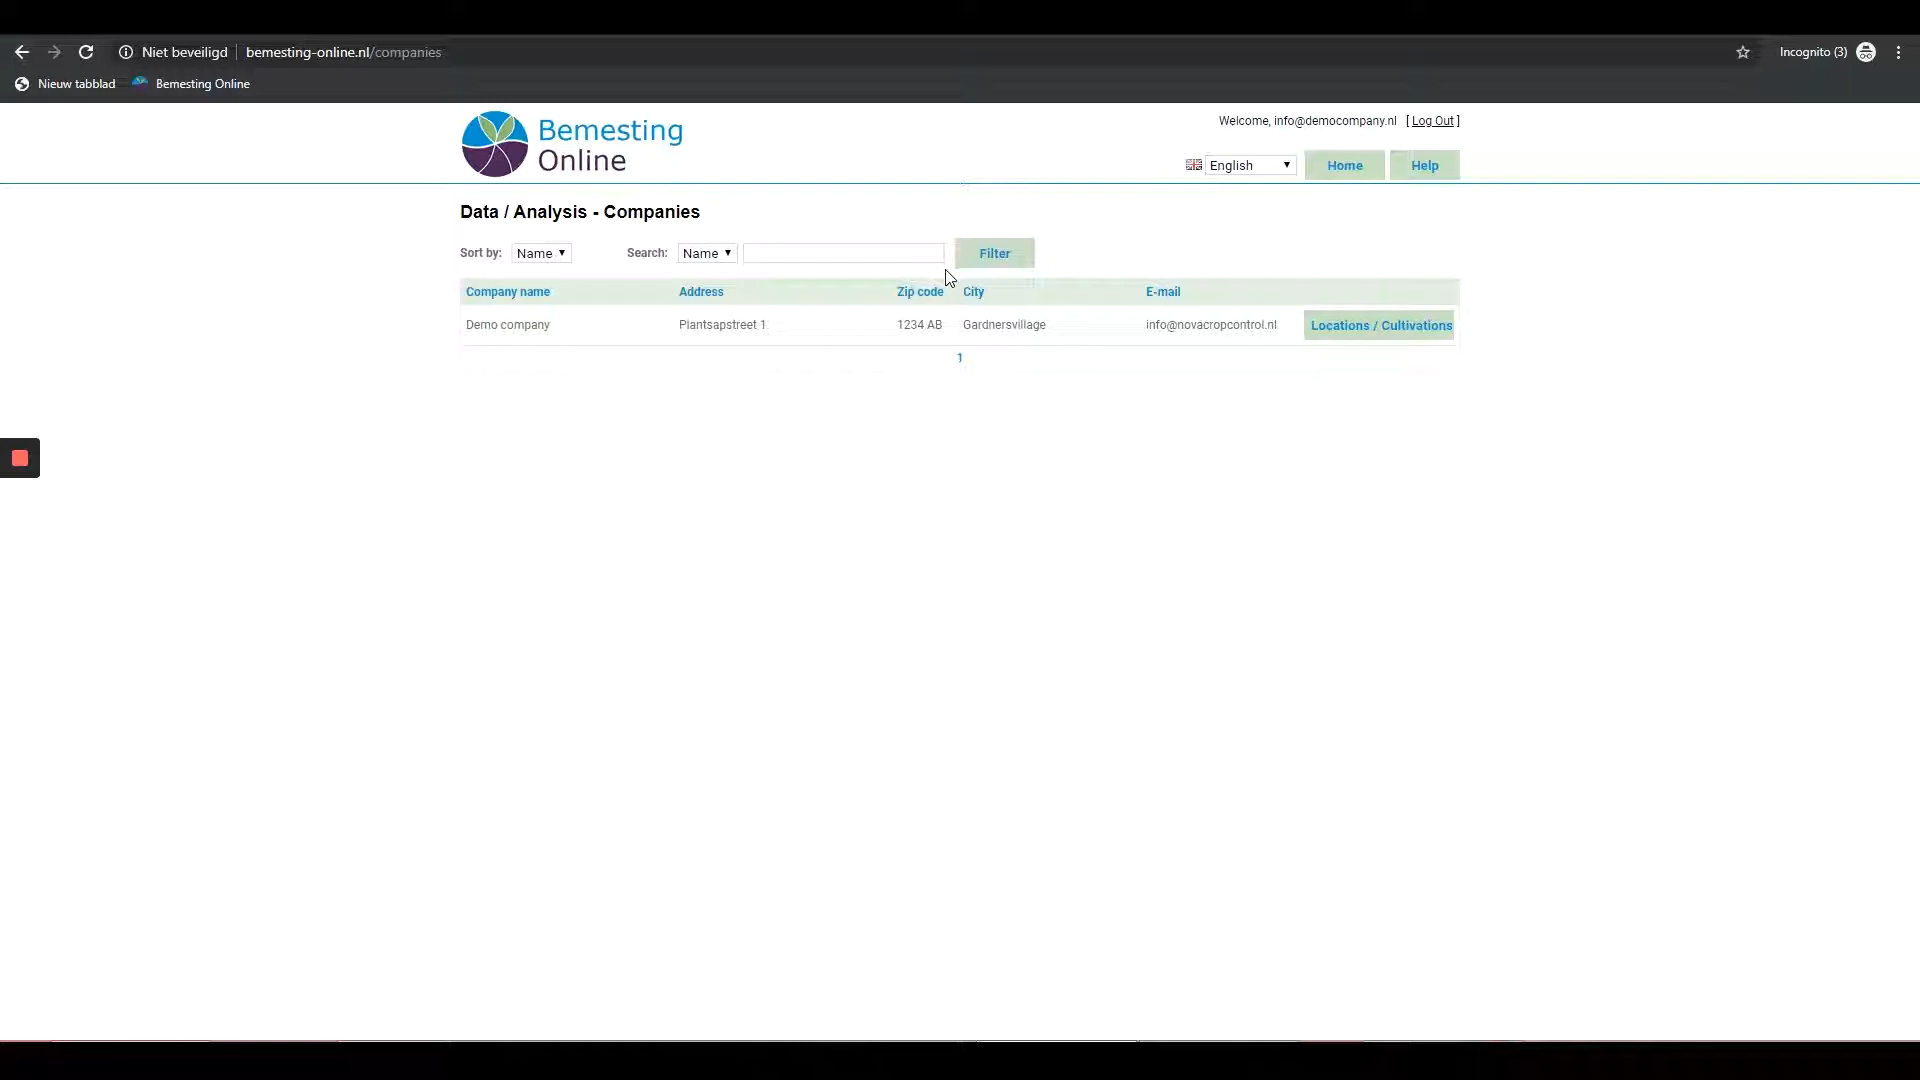 Niet beveiligd bemesting-online.nl/companies Incognito (3)
Nieuw tabblad Bemesting Online
Bemesting
Online
Welcome, info@democompany.nl [ Log Out ]
English Home Help
Data / Analysis - Companies
Sort by: Name Search: Name Filter
Company name Address Zip code City E-mail
Demo company Plantsapstreet 1 1234 AB Gardnersvillage info@novacropcontrol.nl Locations / Cultivations
1